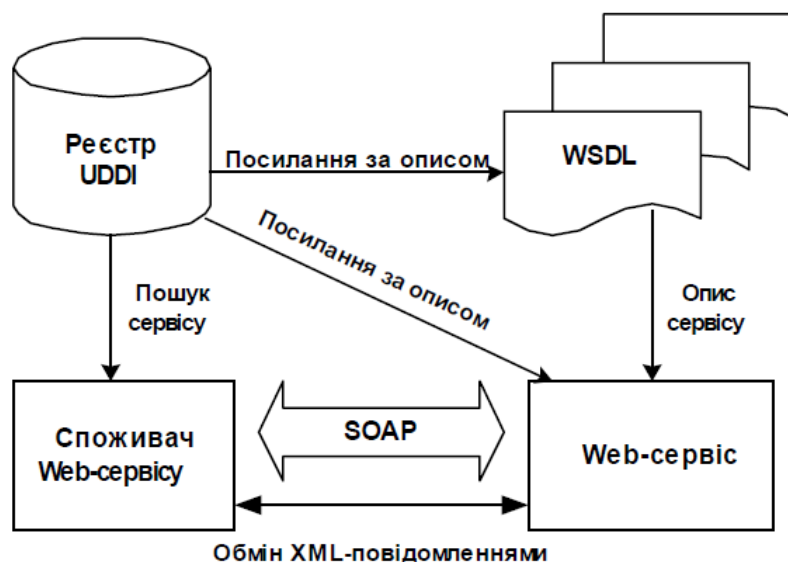 Реєстр
UDDI
Посилання за описом
WSDL
Посилання за описом
Пошук
сервісу
Опис
сервісу
Споживач
Web-сервісу
SOAP
Web-сервіс
Обмін XML-повідомленнями